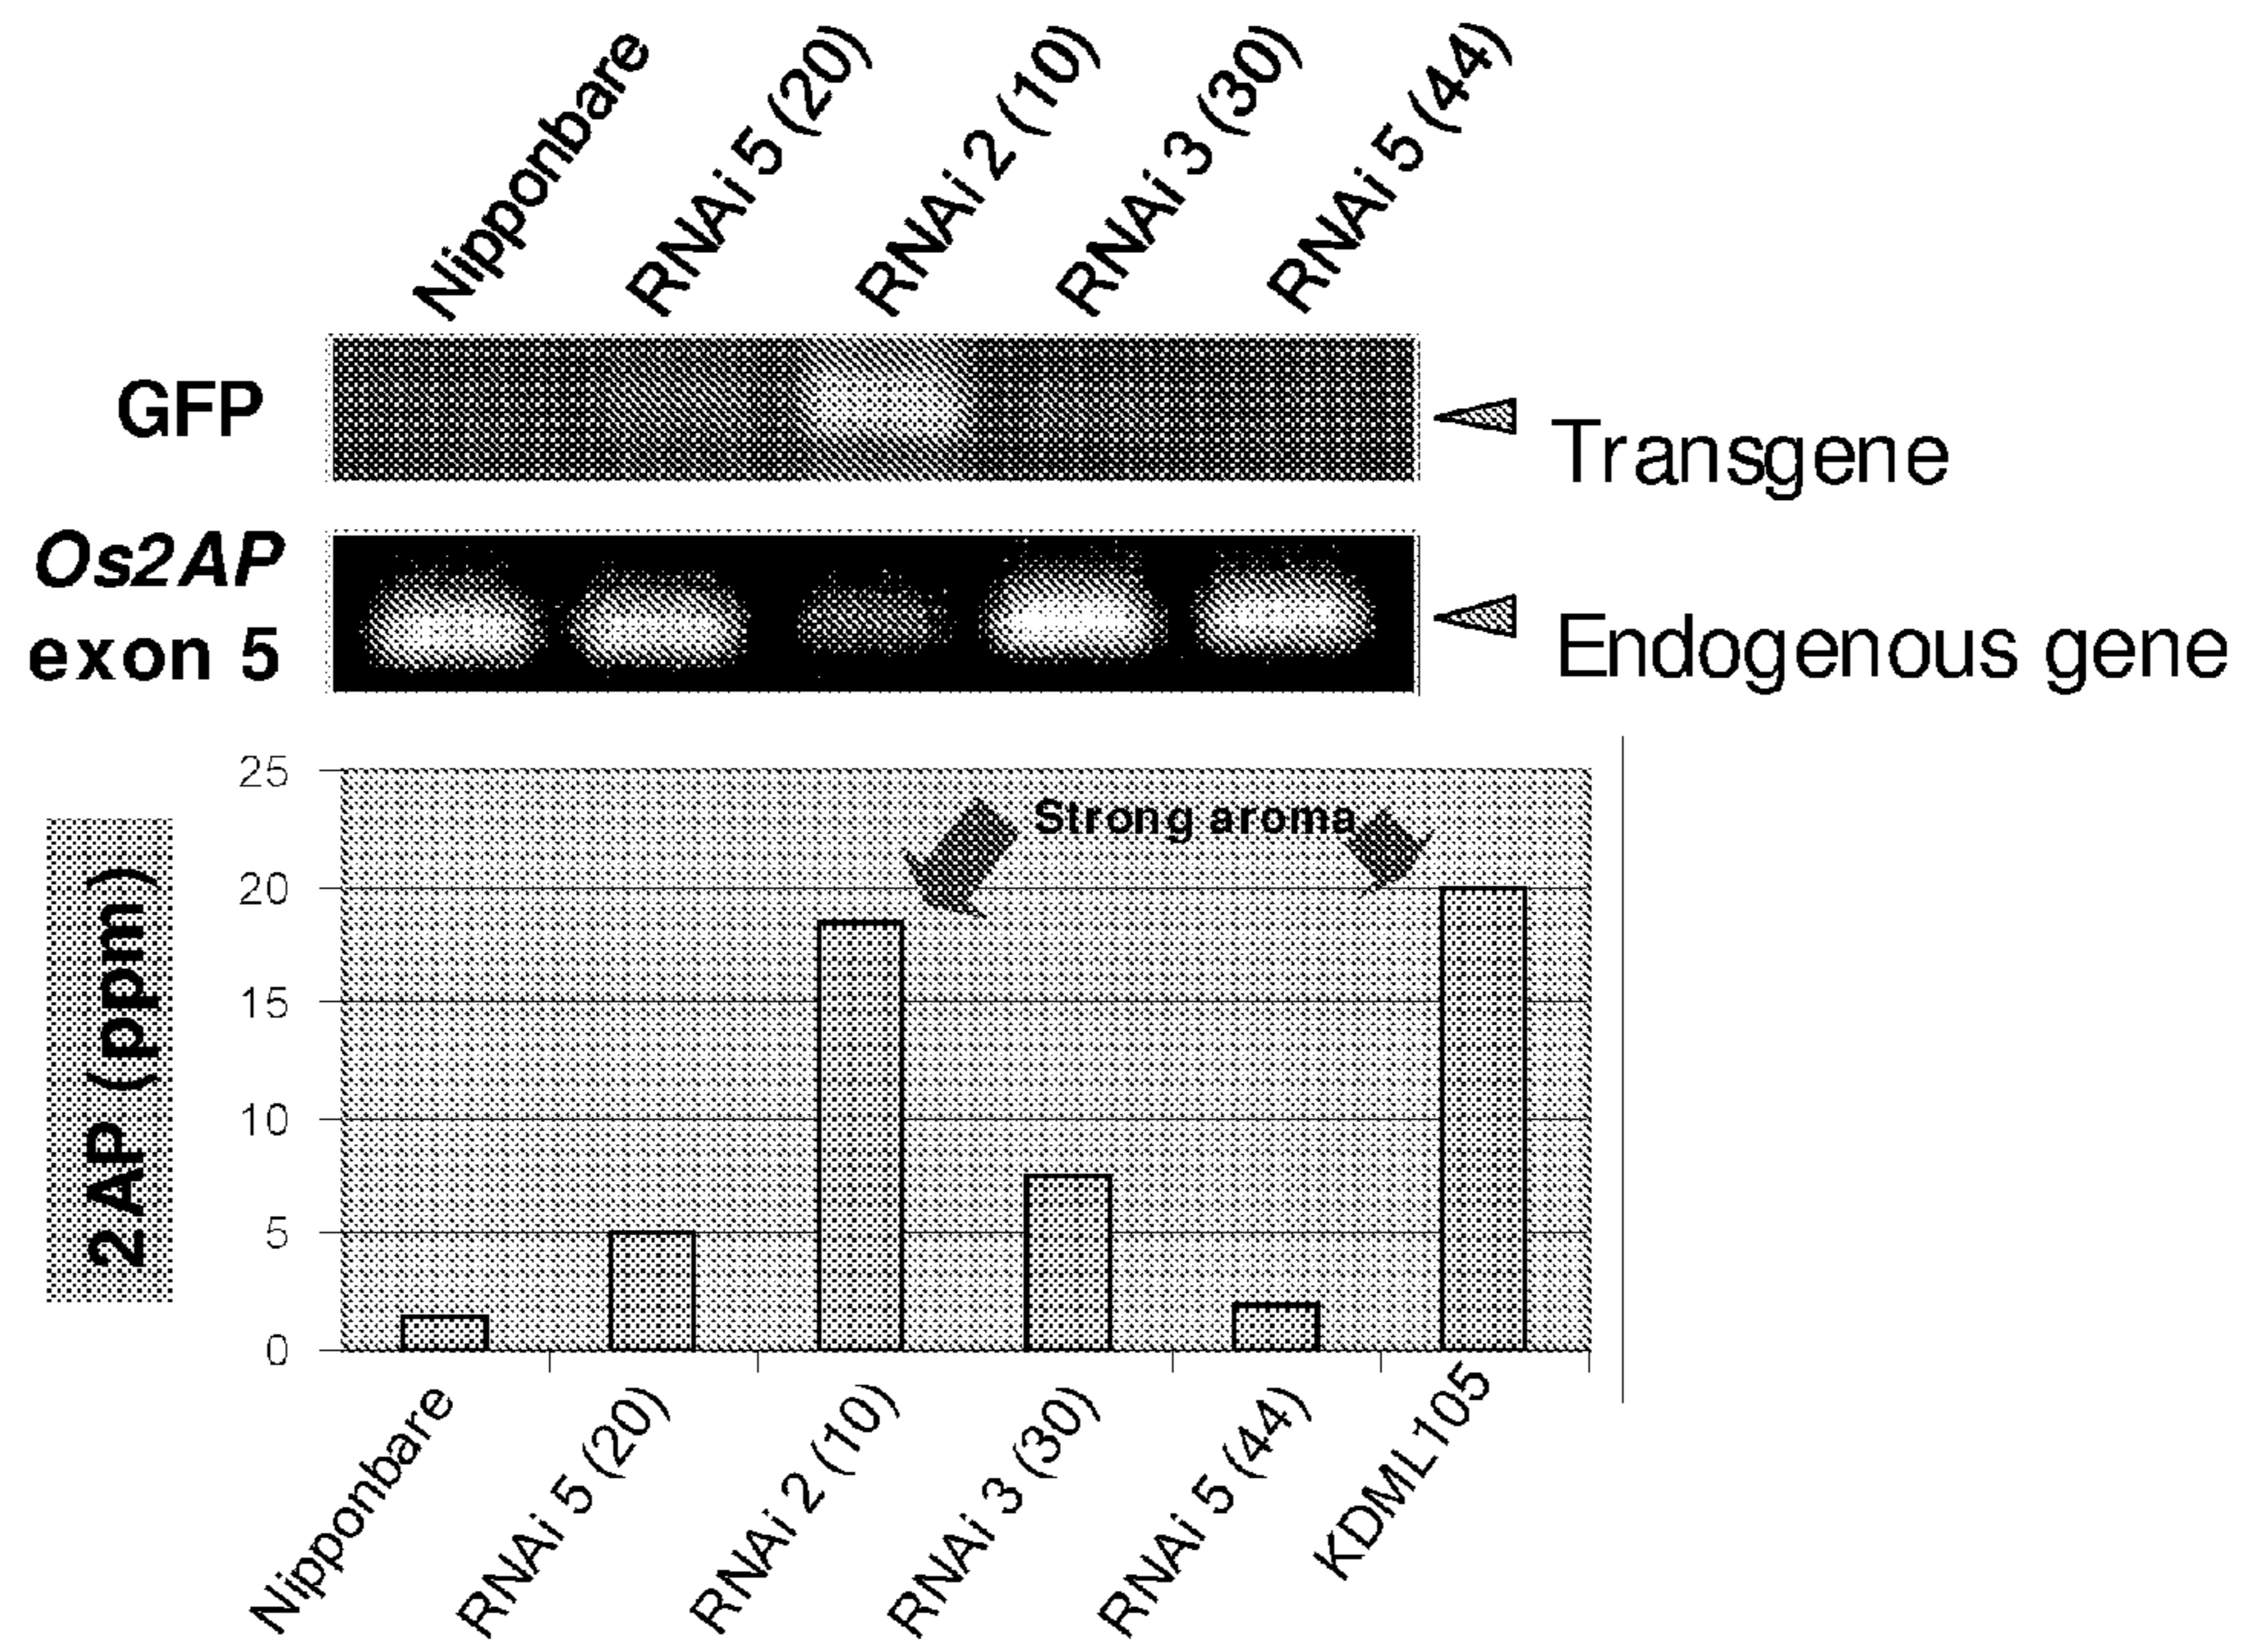 Nipponbare
RNAi 5 (20)
RNAi 2 (10)
RNAi 3 (30)
RNAi 5 (44)
GFP
Transgene
Os2AP
exon 5
Endogenous gene
2AP (ppm)
25
20
15
10
5
0
Strong aroma
Nipponbare
RNAi 5 (20)
RNAi 2 (10)
RNAi 3 (30)
RNAi 5 (44)
KDML105